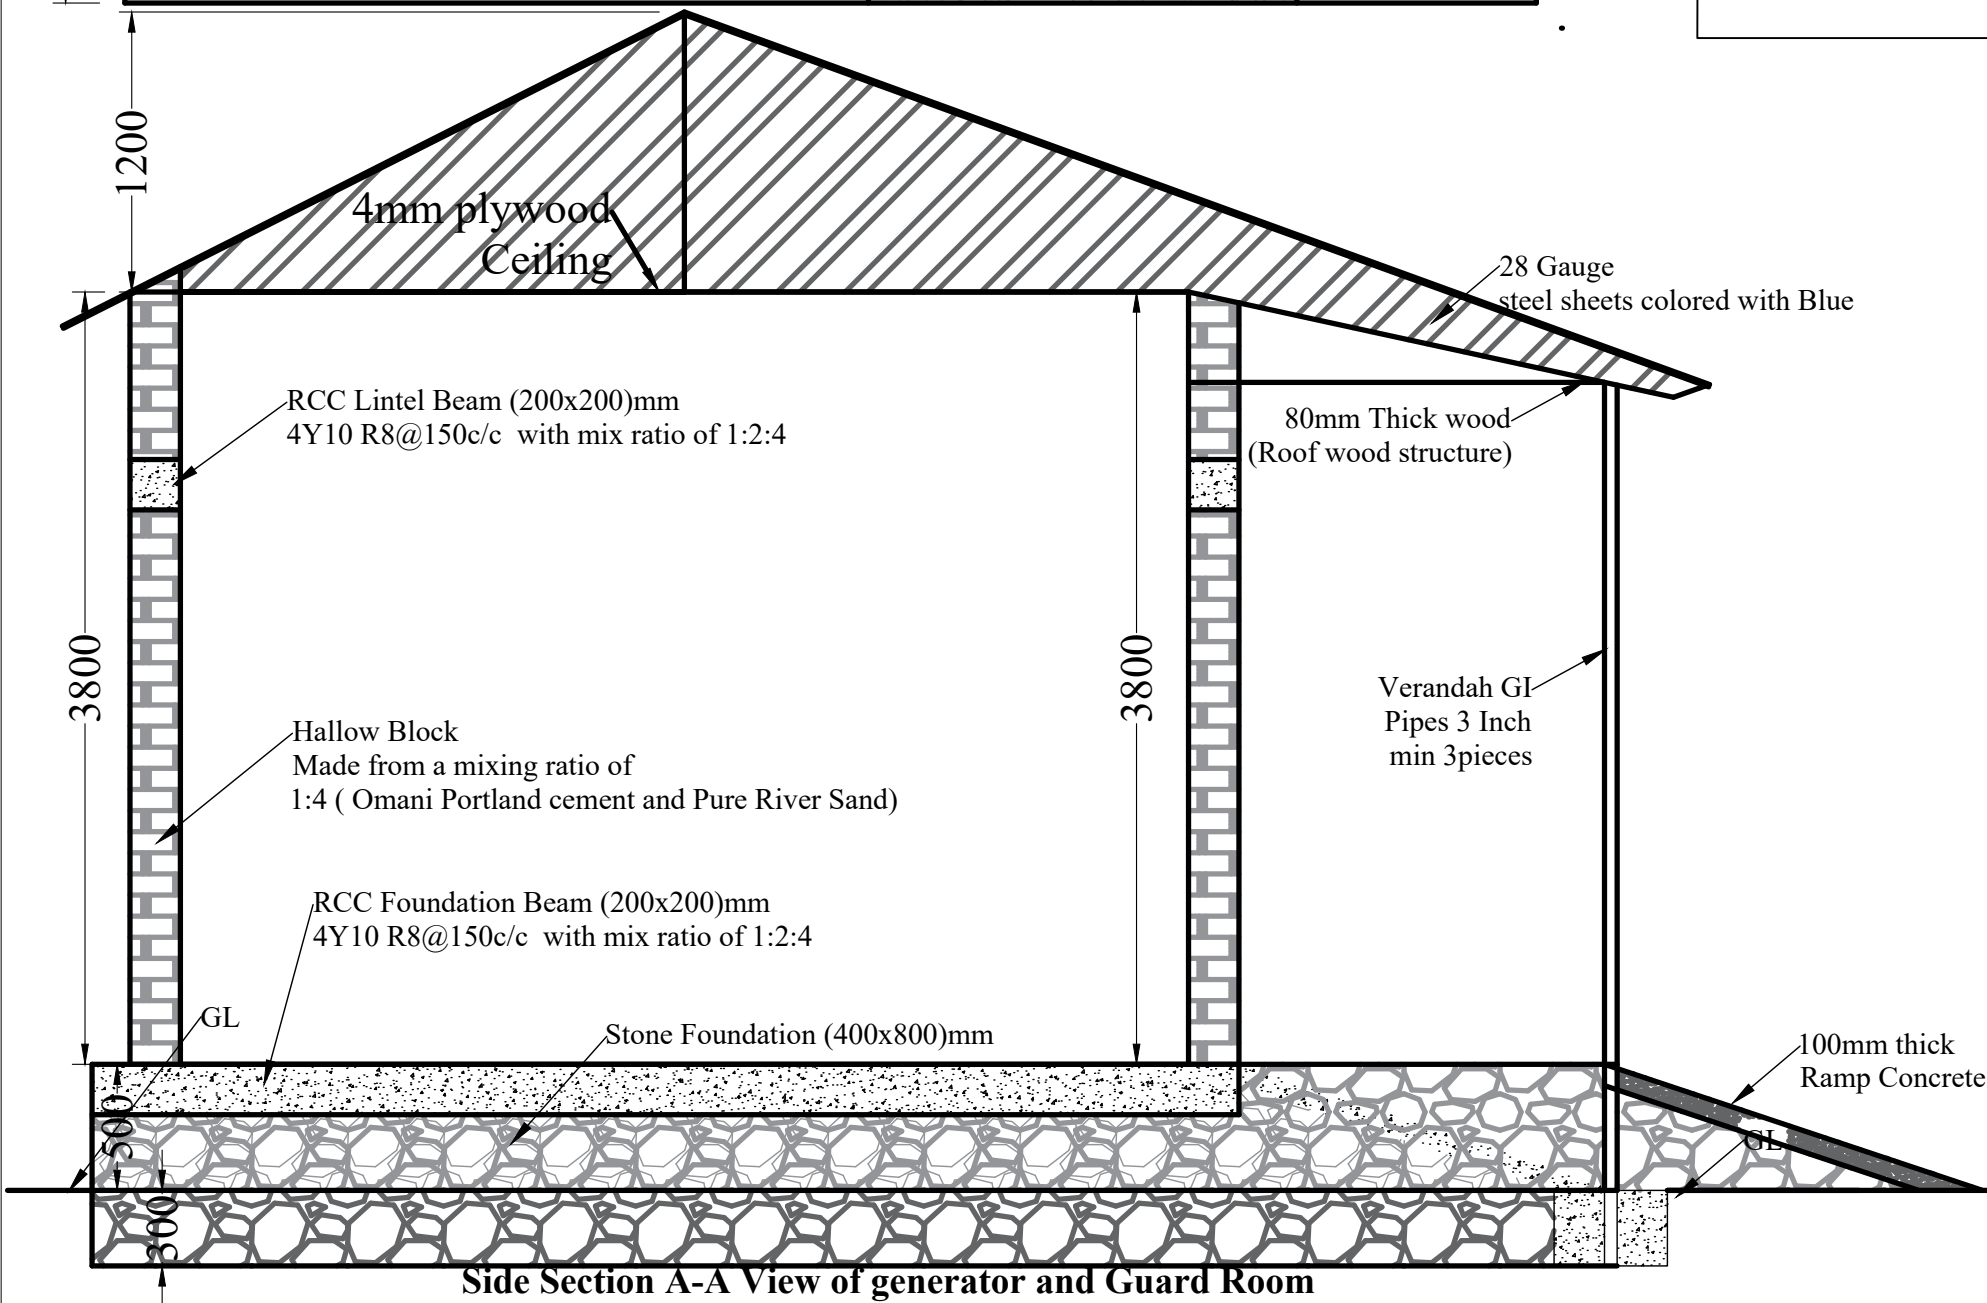 1200
4mm plywood
Ceiling
28 Gauge
steel sheets colored with Blue
RCC Lintel Beam (200x200)mm
4Y10 R8@150c/c with mix ratio of 1:2:4
80mm Thick wood
(Roof wood structure)
3800
3800
Verandah GI
Pipes 3 Inch
min 3pieces
Hallow Block
Made from a mixing ratio of
1:4 ( Omani Portland cement and Pure River Sand)
RCC Foundation Beam (200x200)mm
4Y10 R8@150c/c with mix ratio of 1:2:4
GL
Stone Foundation (400x800)mm
100mm thick
Ramp Concrete
500
GL
300
Side Section A-A View of generator and Guard Room